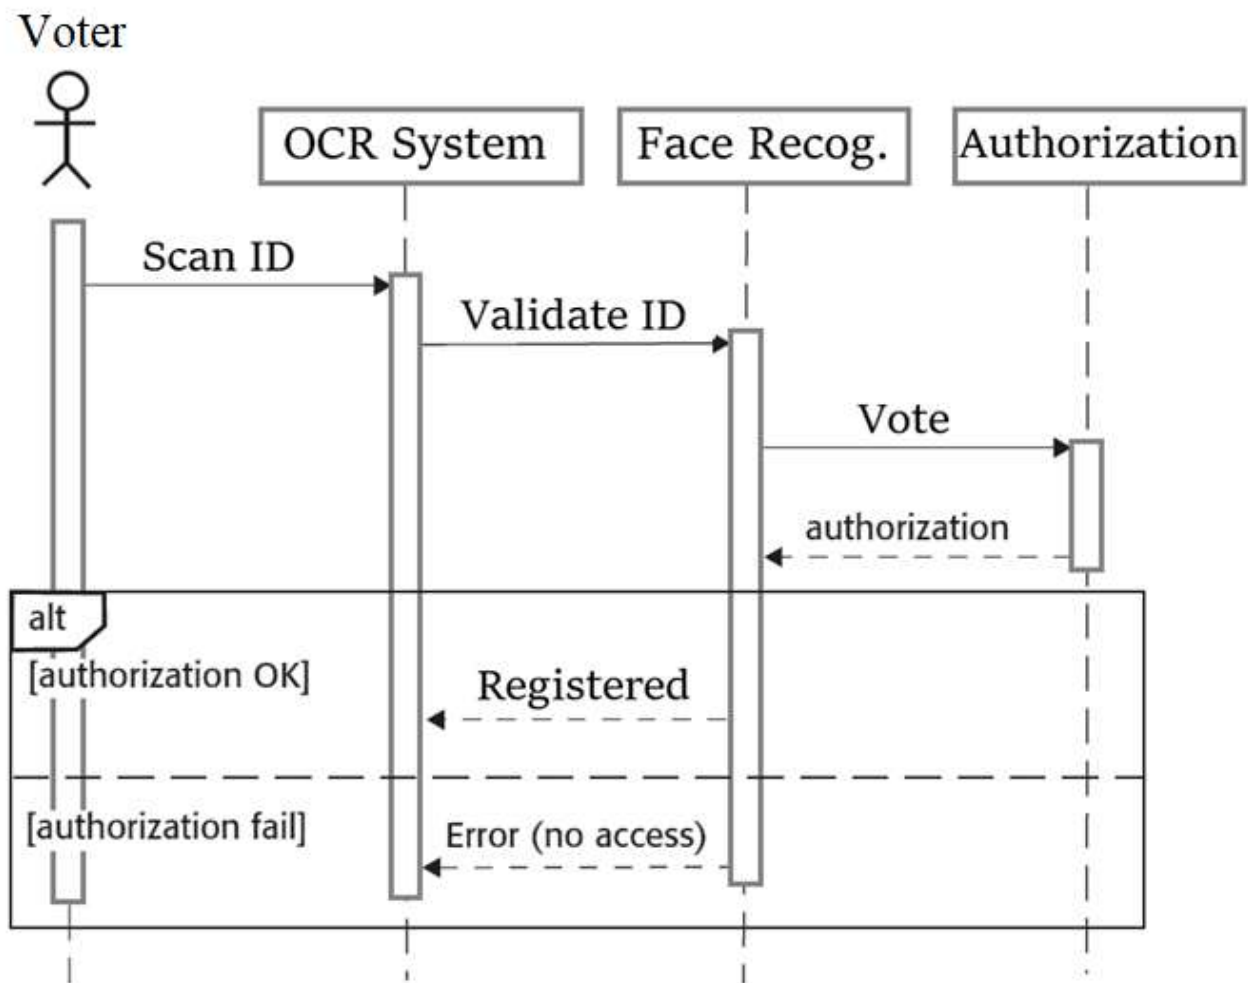 Voter
OCR System
Face Recog.
Authorization
Scan ID
Validate ID
Vote
authorization
alt
[authorization OK]
Registered
[authorization fail]
Error (no access)